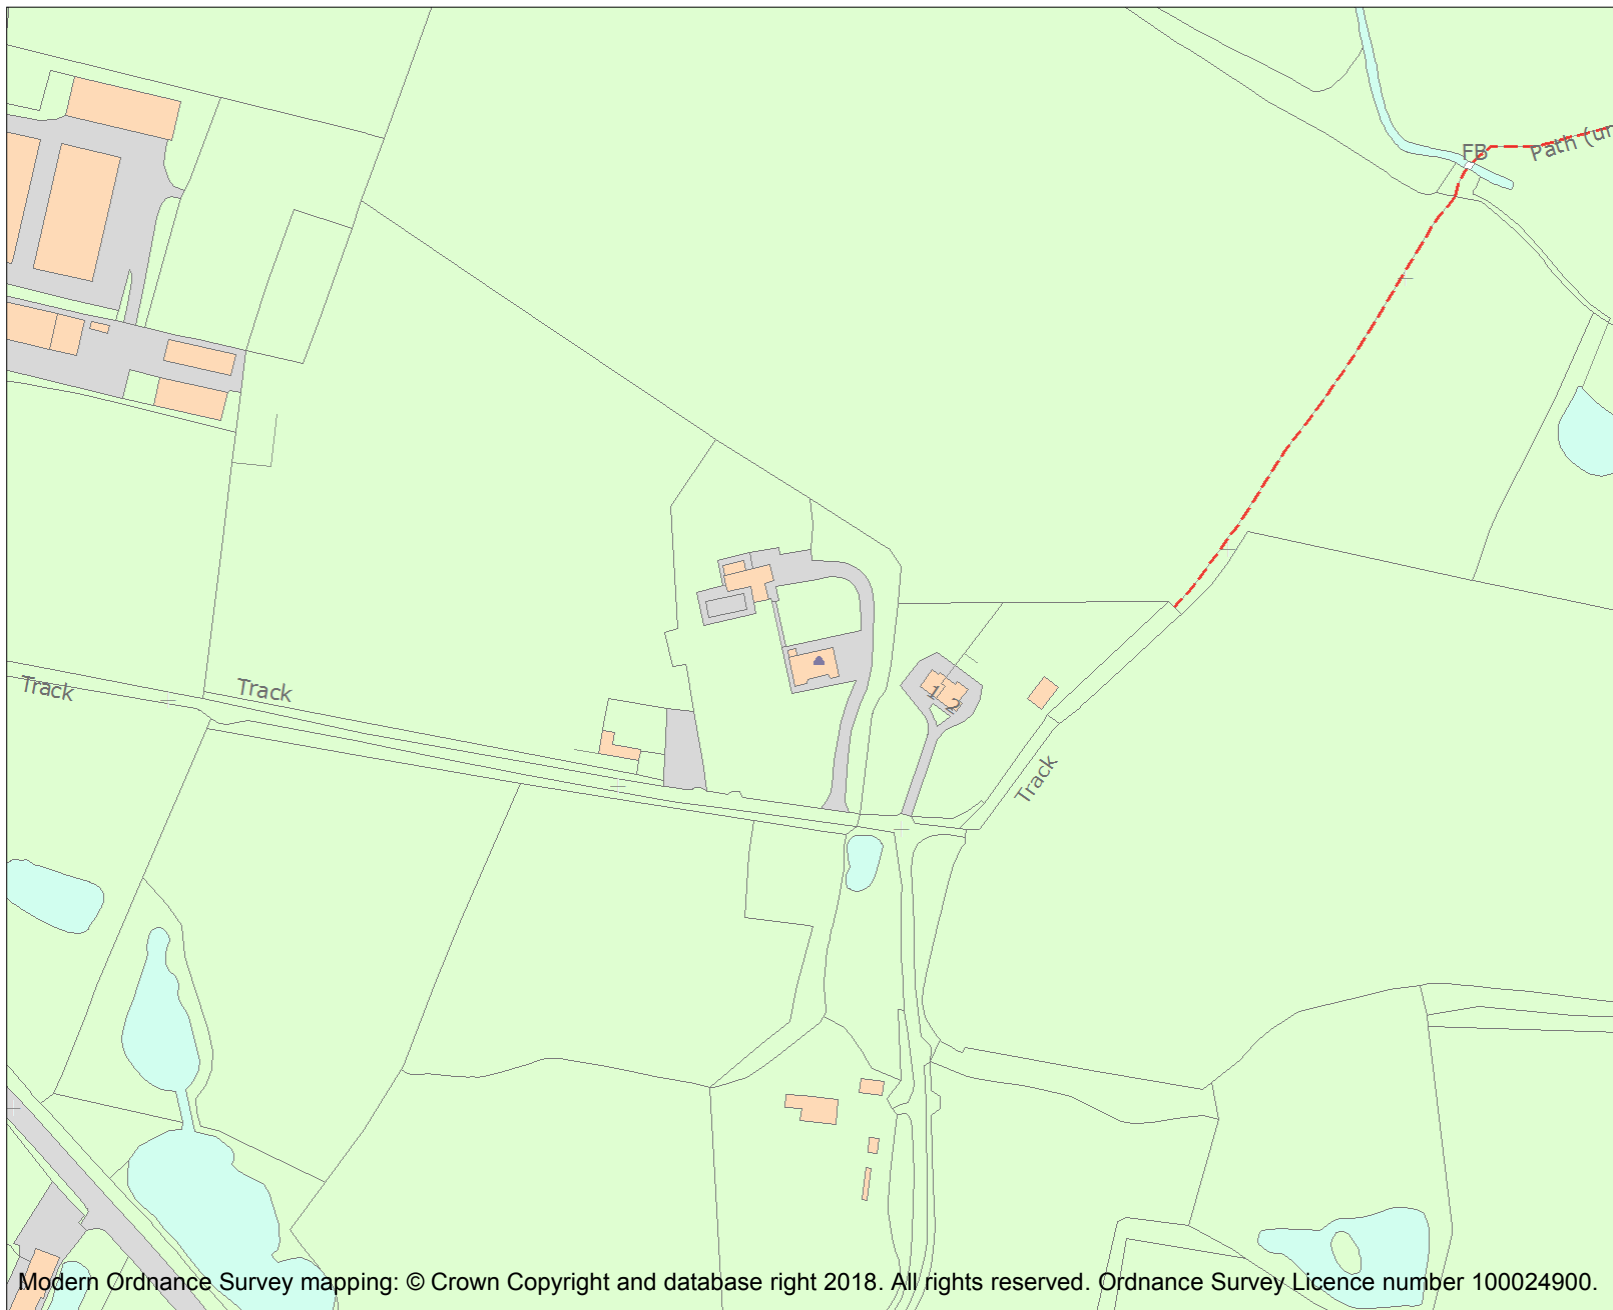 FB
Path (un
Track
Track
1
2
Track
Modern Ordnance Survey mapping: © Crown Copyright and database right 2018. All rights reserved. Ordnance Survey Licence number 100024900.